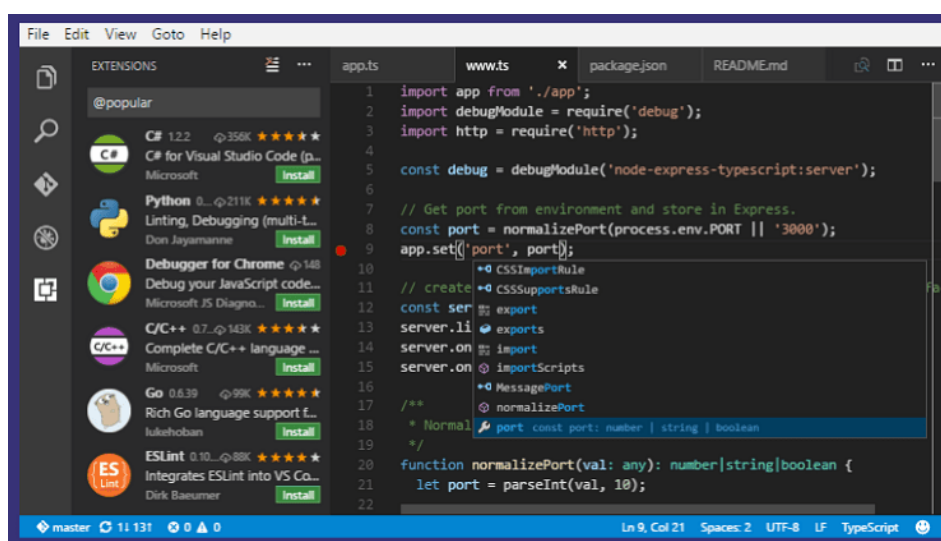 File Edit View Goto Help
EXTENSIONS
@popular
C# 1.2.2 356K
C# for Visual Studio Code (p...
Microsoft Install
Python 0... 211K
Linting, Debugging (multi-t...
Don Jayamanne Install
Debugger for Chrome 148
Debug your JavaScript code...
Microsoft JS Diagno... Install
C/C++ 0.7... 143K
Complete C/C++ language ...
Microsoft Install
Go 0.6.39 99K
Rich Go language support f...
lukehoban Install
ESLint 0.10... 88K
Integrates ESLint into VS Co...
Dirk Baeumer Install
C#
C/C++
ES
Lint
app.ts www.ts × package.json README.md
1 import app from './app';
2 import debugModule = require('debug');
3 import http = require('http');
4
5 const debug = debugModule('node-express-typescript:server');
6
7 // Get port from environment and store in Express.
8 const port = normalizePort(process.env.PORT || '3000');
9 app.set('port', port);
10
11 // create
12 const ser
13 server.li
14 server.on
15 server.on
16
17 /**
18 * Normal
19 */
20 function normalizePort(val: any): number|string|boolean {
21 let port = parseInt(val, 10);
22
CSSImportRule
CSSSupportsRule
export
exports
import
importScripts
MessagePort
normalizePort
port const port: number | string | boolean
fa
master 1↓ 13↑ 0 0 Ln 9, Col 21 Spaces: 2 UTF-8 LF TypeScript